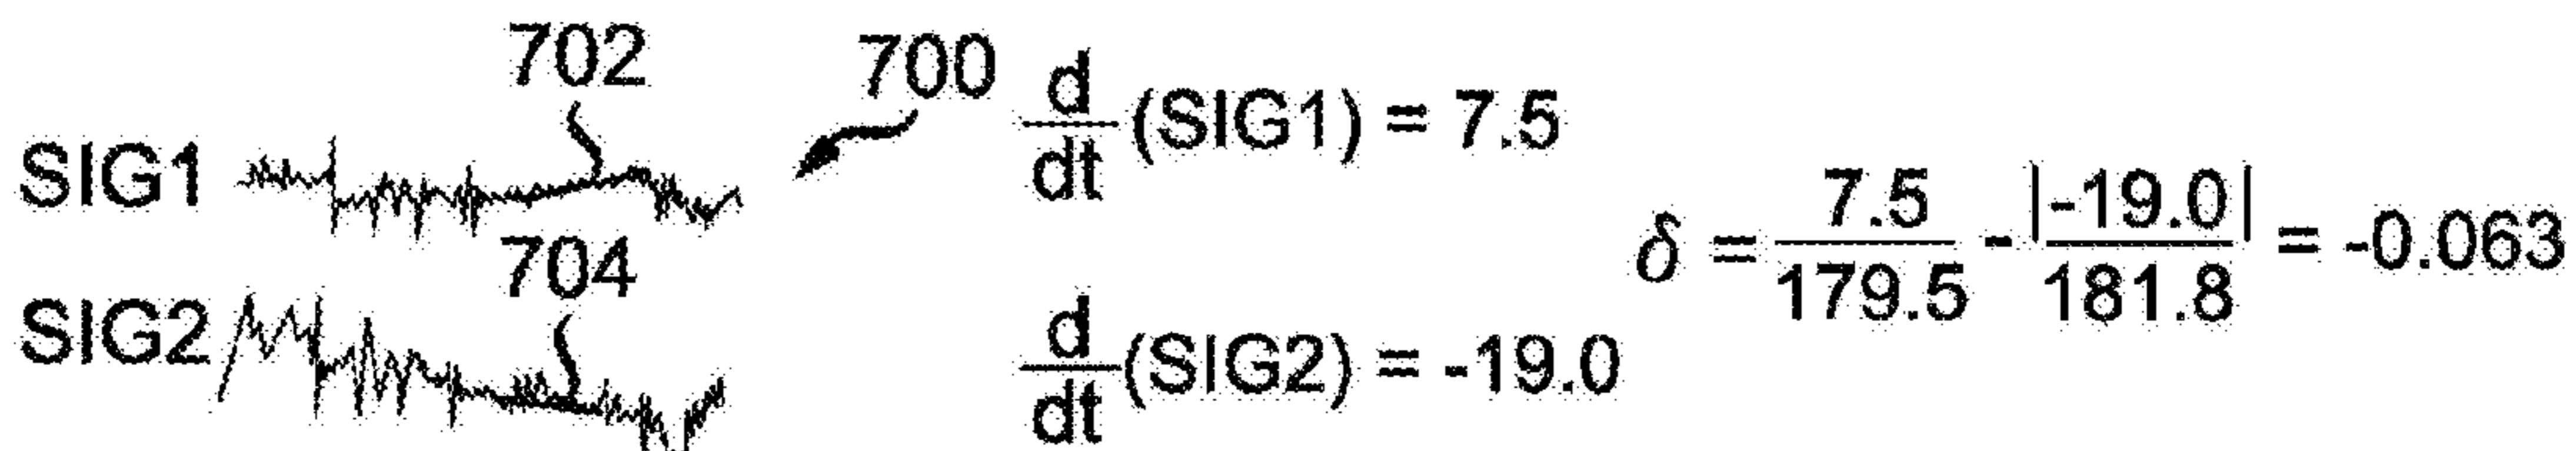 702
700
SIG1
d/dt (SIG1) = 7.5
704
SIG2
d/dt (SIG2) = -19.0
δ = 7.5/179.5 - |-19.0|/181.8 = -0.063